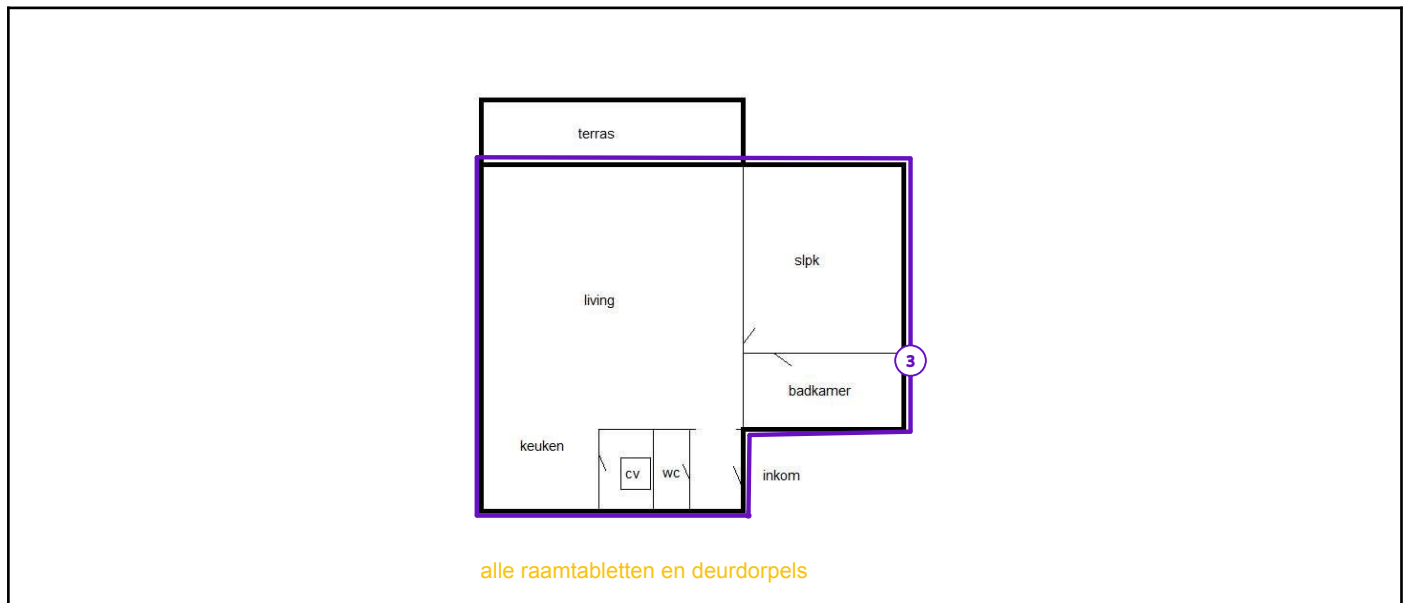 terras
slpk
living
3
badkamer
keuken
cv
wc
inkom
alle raamtabletten en deurdorpels